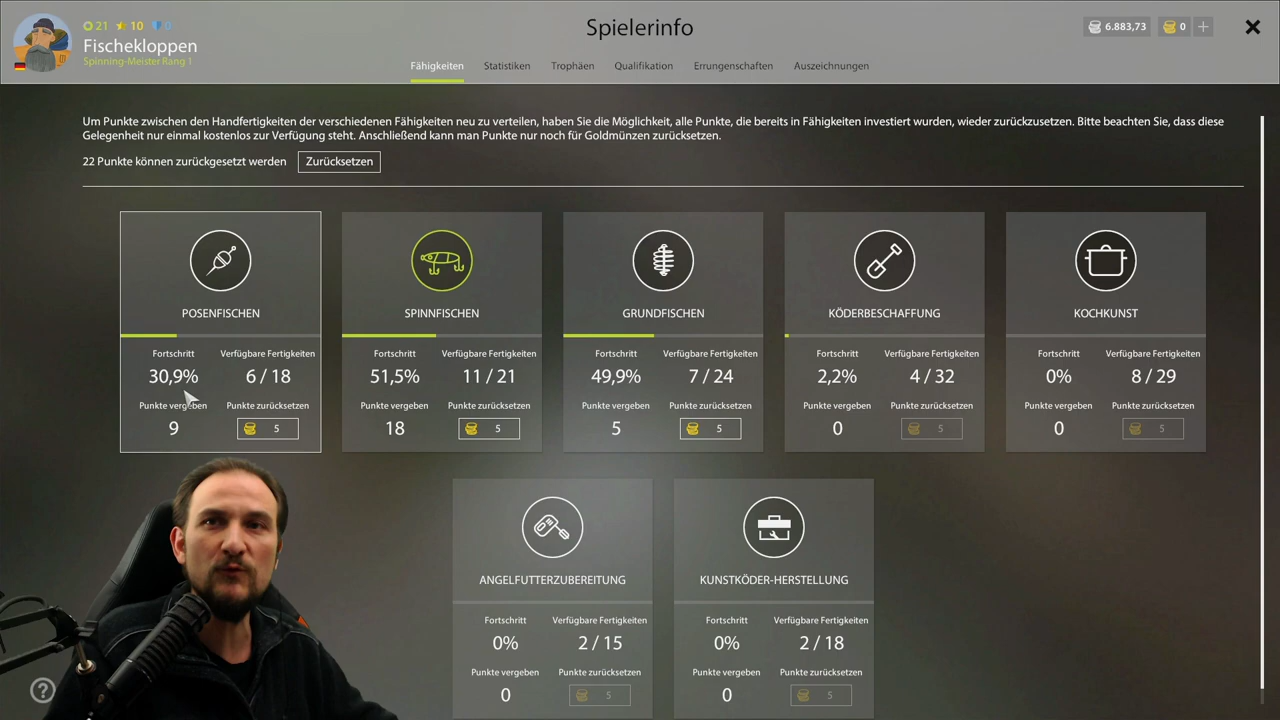 21 10 0
Fischekloppen
Spinning-Meister Rang 1
Spielerinfo
6.883,73 0 +
Fähigkeiten Statistiken Trophäen Qualifikation Errungenschaften Auszeichnungen
Um Punkte zwischen den Handfertigkeiten der verschiedenen Fähigkeiten neu zu verteilen, haben Sie die Möglichkeit, alle Punkte, die bereits in Fähigkeiten investiert wurden, wieder zurückzusetzen. Bitte beachten Sie, dass diese
Gelegenheit nur einmal kostenlos zur Verfügung steht. Anschließend kann man Punkte nur noch für Goldmünzen zurücksetzen.
22 Punkte können zurückgesetzt werden Zurücksetzen
POSENFISCHEN
Fortschritt Verfügbare Fertigkeiten
30,9% 6 / 18
Punkte vergeben Punkte zurücksetzen
9 5
SPINNFISCHEN
Fortschritt Verfügbare Fertigkeiten
51,5% 11 / 21
Punkte vergeben Punkte zurücksetzen
18 5
GRUNDFISCHEN
Fortschritt Verfügbare Fertigkeiten
49,9% 7 / 24
Punkte vergeben Punkte zurücksetzen
5 5
KÖDERBESCHAFFUNG
Fortschritt Verfügbare Fertigkeiten
2,2% 4 / 32
Punkte vergeben Punkte zurücksetzen
0 5
KOCHKUNST
Fortschritt Verfügbare Fertigkeiten
0% 8 / 29
Punkte vergeben Punkte zurücksetzen
0 5
ANGELFUTTERZUBEREITUNG
Fortschritt Verfügbare Fertigkeiten
0% 2 / 15
Punkte vergeben Punkte zurücksetzen
0 5
KUNSTKÖDER-HERSTELLUNG
Fortschritt Verfügbare Fertigkeiten
0% 2 / 18
Punkte vergeben Punkte zurücksetzen
0 5
?